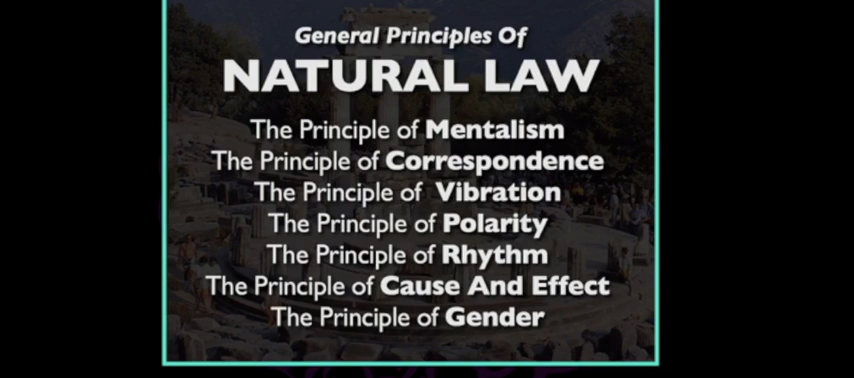 General Principles Of
NATURAL LAW
The Principle of Mentalism
The Principle of Correspondence
The Principle of Vibration
The Principle of Polarity
The Principle of Rhythm
The Principle of Cause And Effect
The Principle of Gender